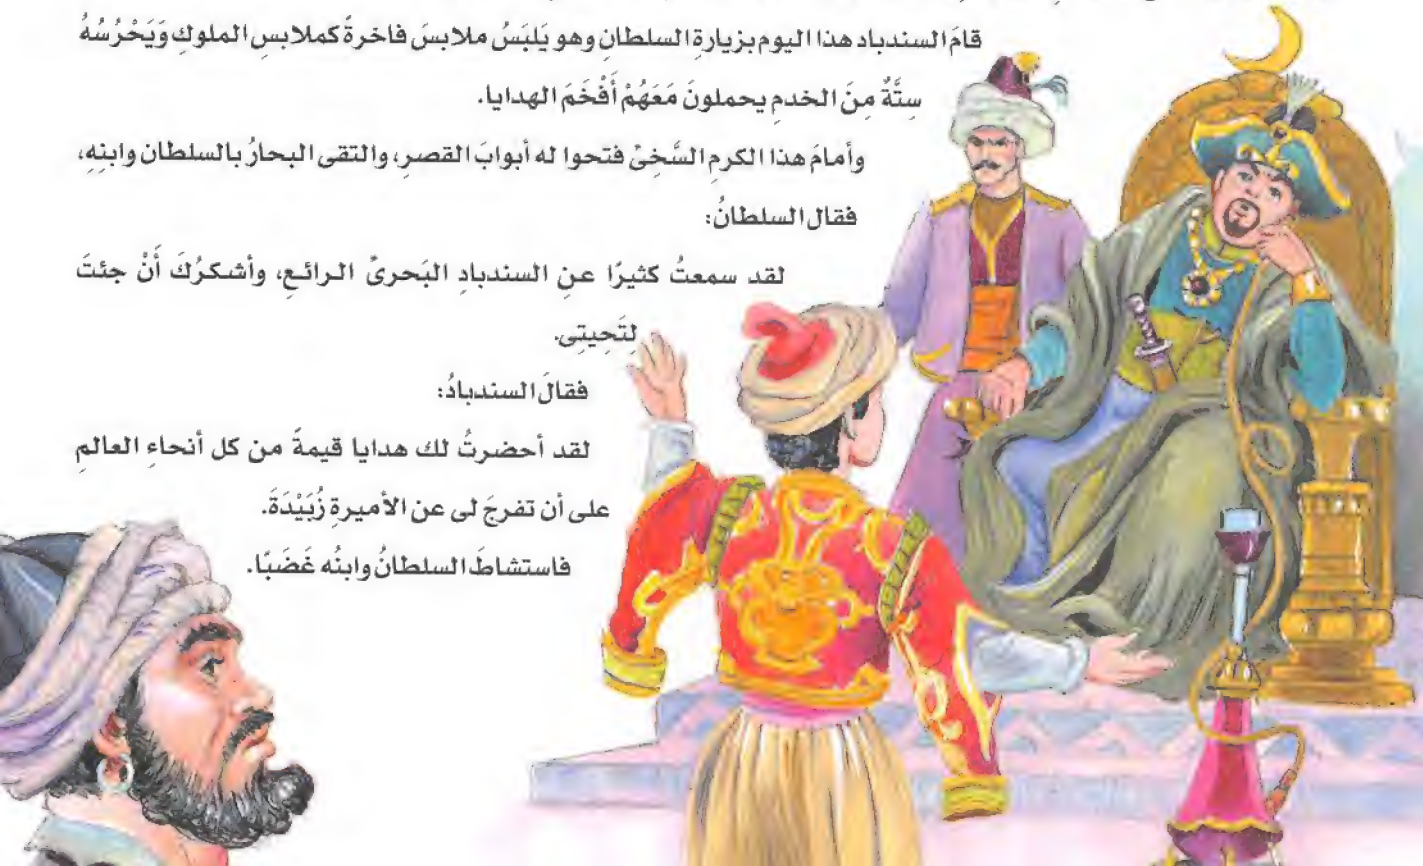 قامَ السندباد هذا اليوم بزيارةِ السلطانِ وهو يَلبَسُ ملابسَ فاخرةً كملابسِ الملوكِ وَيَحْرُسُهُ
سِتَّةٌ مِنَ الخدمِ يحملونَ مَعَهُمْ أَفْخَمَ الهدايا.
وأمامَ هذا الكرمِ السَّخِىِّ فتحوا له أبوابَ القصرِ، والتقى البحارُ بالسلطان وابنِهِ،
فقال السلطانُ:
لقد سمعتُ كثيرًا عنِ السندبادِ البَحرىِّ الرائعِ، وأشكرُكَ أَنْ جئتَ
لِتَحِيتِى.
فقالَ السندبادُ:
لقد أحضرتُ لك هدايا قيمةً من كل أنحاءِ العالمِ
على أن تفرجَ لى عن الأميرةِ زُبَيْدَةَ.
فاستشاطَ السلطانُ وابنُه غَضَبًا.